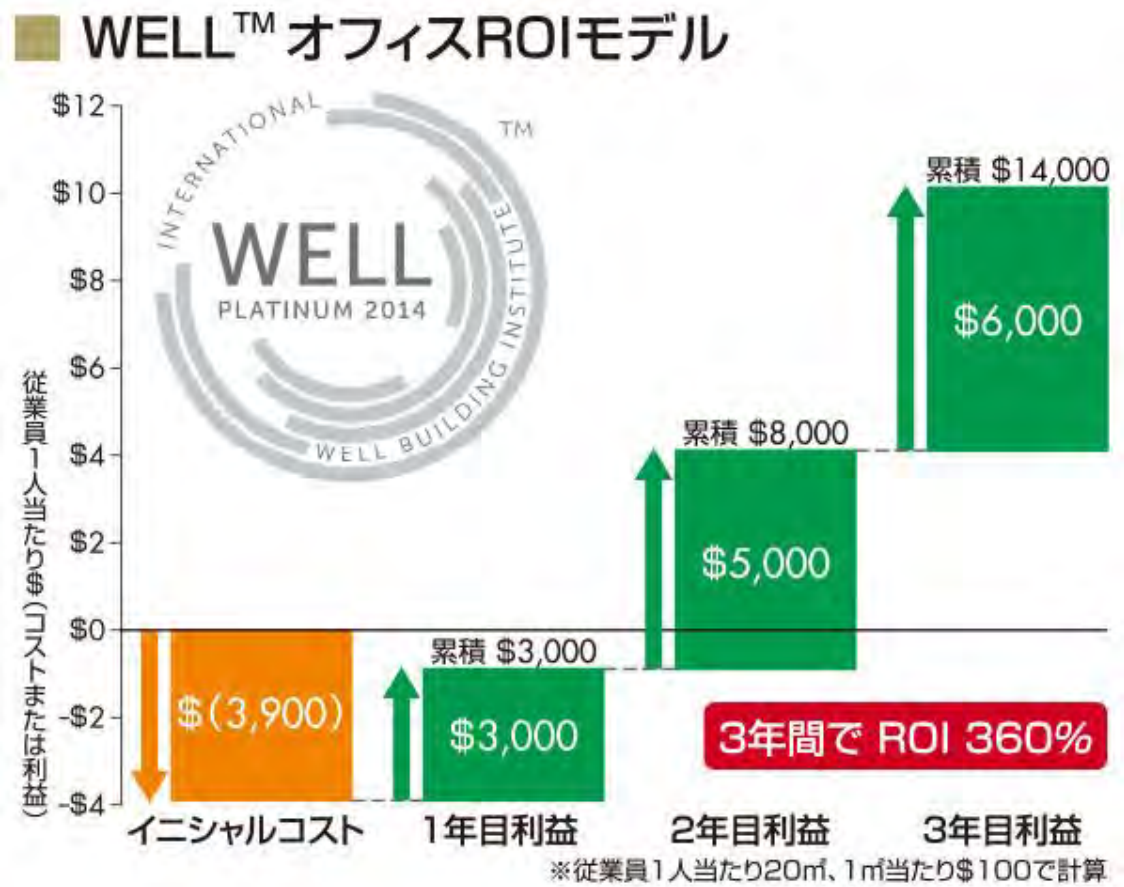 WELL™ オフィスROIモデル
$12
$10
$8
$6
$4
$2
$0
-$2
-$4
従業員1人当たり$(コストまたは利益)
INTERNATIONAL
WELL BUILDING INSTITUTE
TM
WELL
PLATINUM 2014
$(3,900)
累積 $3,000
$3,000
累積 $8,000
$5,000
累積 $14,000
$6,000
3年間で ROI 360%
イニシャルコスト
1年目利益
2年目利益
3年目利益
※従業員1人当たり20㎡、1㎡当たり$100で計算